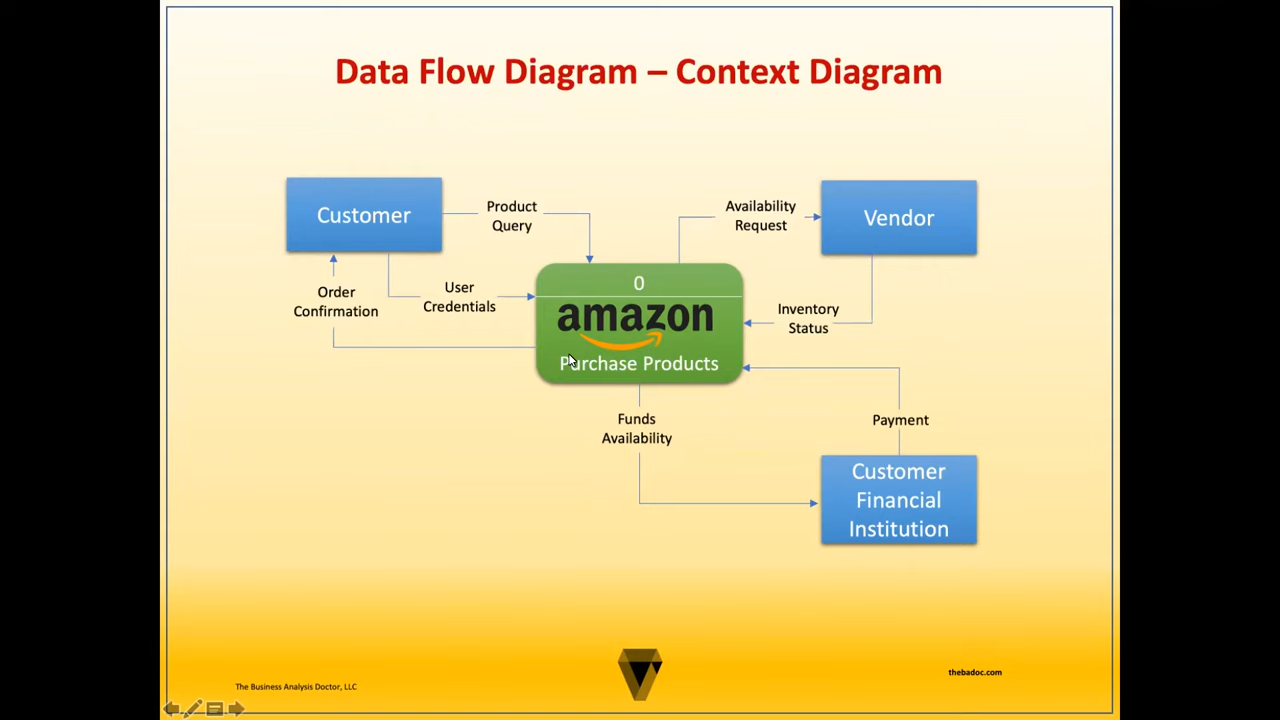 Data Flow Diagram – Context Diagram
Customer
Product
Query
Availability
Request
Vendor
User
Credentials
Order
Confirmation
0
amazon
Purchase Products
Inventory
Status
Funds
Availability
Payment
Customer
Financial
Institution
The Business Analysis Doctor, LLC
thebadoc.com